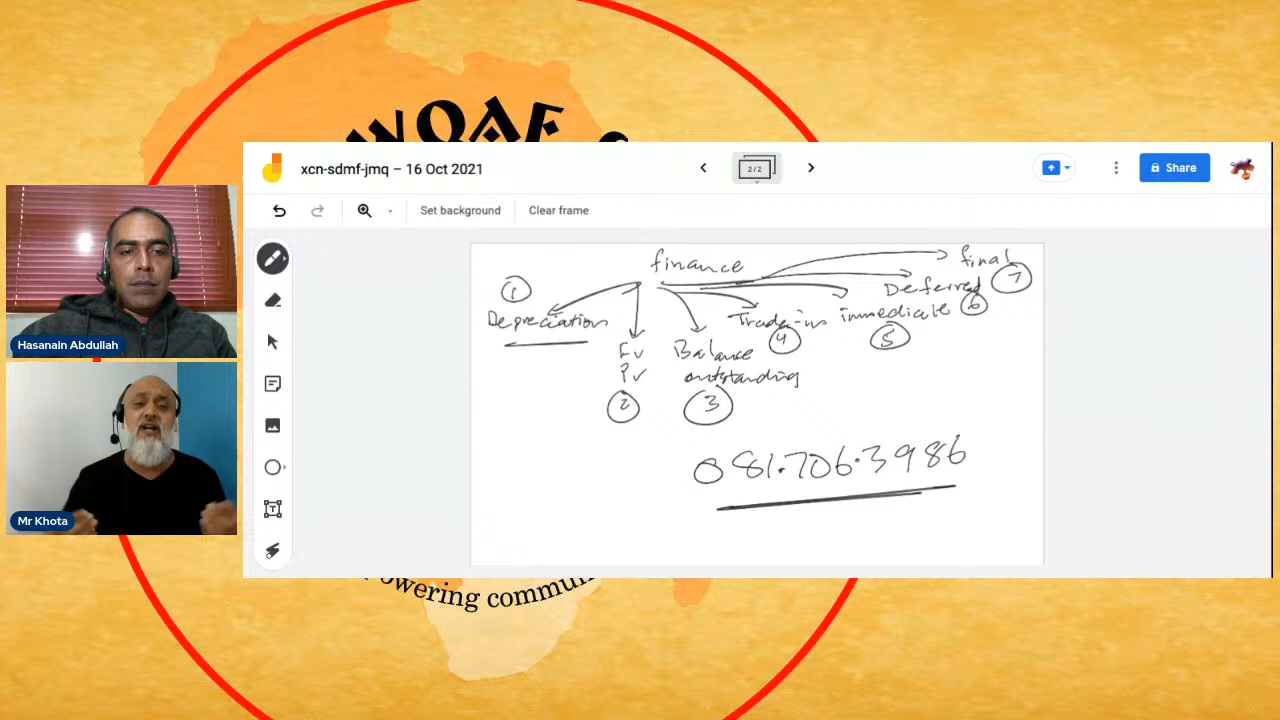 WQAF
xcn-sdmf-jmq – 16 Oct 2021
2/2
Share
Set background
Clear frame
finance
final
7
1
Deferred
6
Depreciation
Trade-in
immediate
4
5
Fv
Pv
2
Balance
outstanding
3
081.706.3986
Hasanain Abdullah
Mr Khota
owering commun